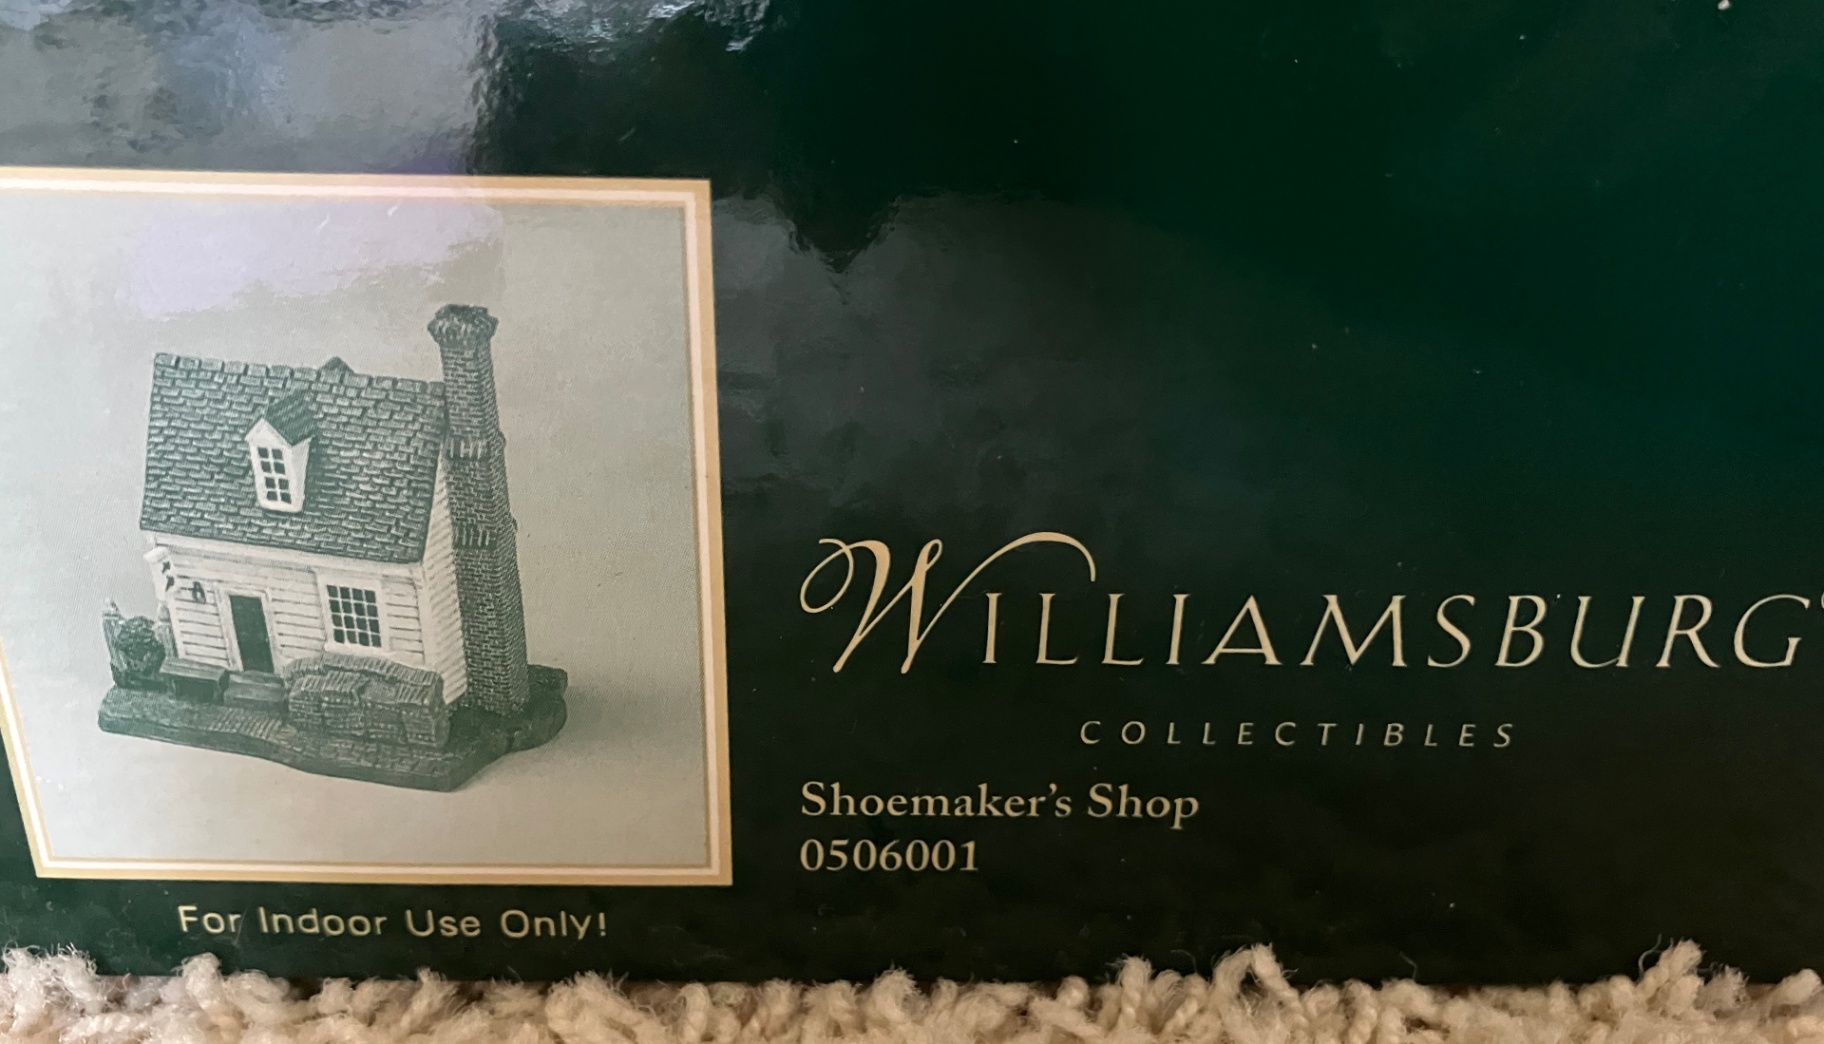 WILLIAMSBURG
COLLECTIBLES
Shoemaker's Shop
0506001
For Indoor Use Only!